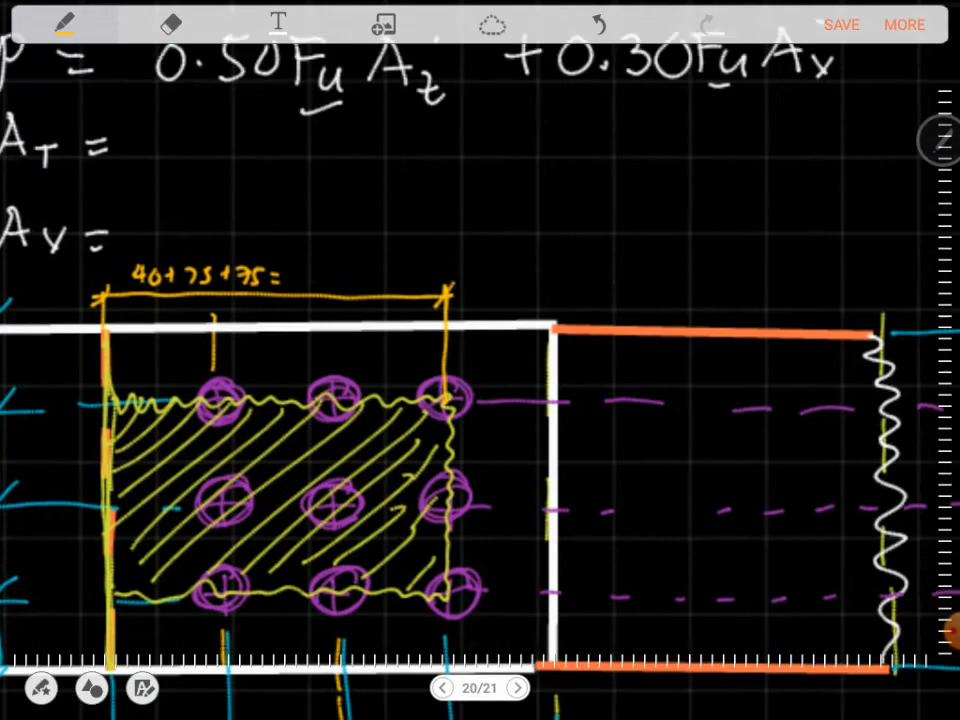 T
SAVE
MORE
P = 0.50Fu At + 0.30Fu Av
AT =
Av =
40+75+75=
20/21